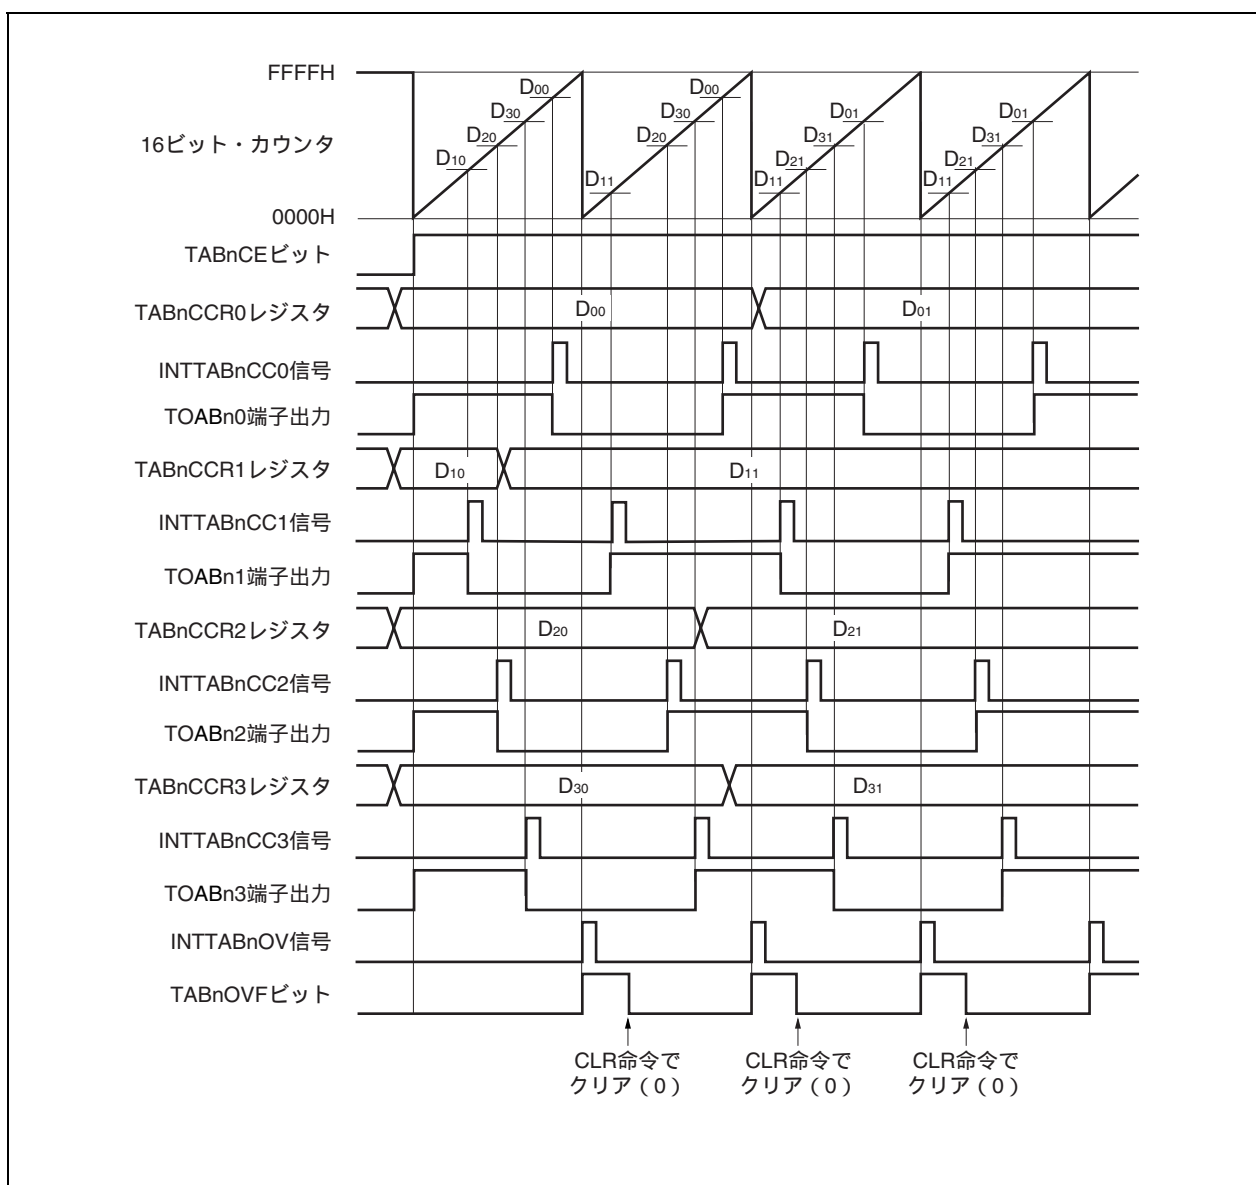 FFFFH
16ビット・カウンタ
0000H
D10 D20 D30 D00
D11 D20 D30 D00
D11 D21 D31 D01
D11 D21 D31 D01
TABnCEビット
TABnCCR0レジスタ D00 D01
INTTABnCC0信号
TOABn0端子出力
TABnCCR1レジスタ D10 D11
INTTABnCC1信号
TOABn1端子出力
TABnCCR2レジスタ D20 D21
INTTABnCC2信号
TOABn2端子出力
TABnCCR3レジスタ D30 D31
INTTABnCC3信号
TOABn3端子出力
INTTABnOV信号
TABnOVFビット
CLR命令で
クリア（0）
CLR命令で
クリア（0）
CLR命令で
クリア（0）